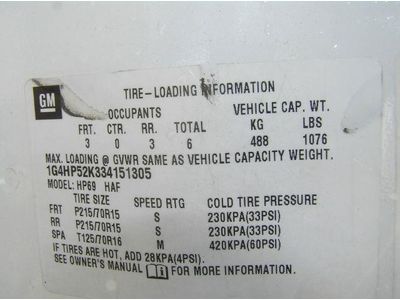 GM
TIRE-LOADING INFORMATION
OCCUPANTS VEHICLE CAP. WT.
FRT. CTR. RR. TOTAL KG LBS
3 0 3 6 488 1076
MAX. LOADING @ GVWR SAME AS VEHICLE CAPACITY WEIGHT.
1G4HP52K334151305
MODEL: HP69 HAF
TIRE SIZE SPEED RTG COLD TIRE PRESSURE
FRT P215/70R15 S 230KPA(33PSI)
RR P215/70R15 S 230KPA(33PSI)
SPA T125/70R16 M 420KPA(60PSI)
IF TIRES ARE HOT, ADD 28KPA(4PSI).
SEE OWNER'S MANUAL i FOR MORE INFORMATION.